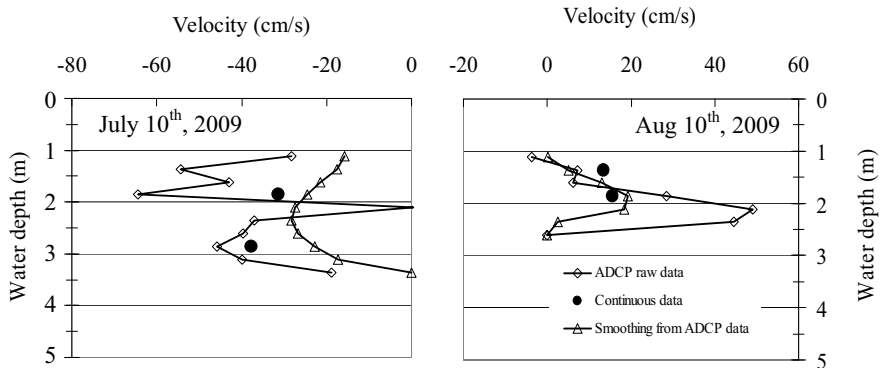 Velocity (cm/s)
-80 -60 -40 -20 0
0
1
2
3
4
5
Water depth (m)
July 10th, 2009
Velocity (cm/s)
-20 0 20 40 60
0
1
2
3
4
5
Water depth (m)
Aug 10th, 2009
ADCP raw data
Continuous data
Smoothing from ADCP data